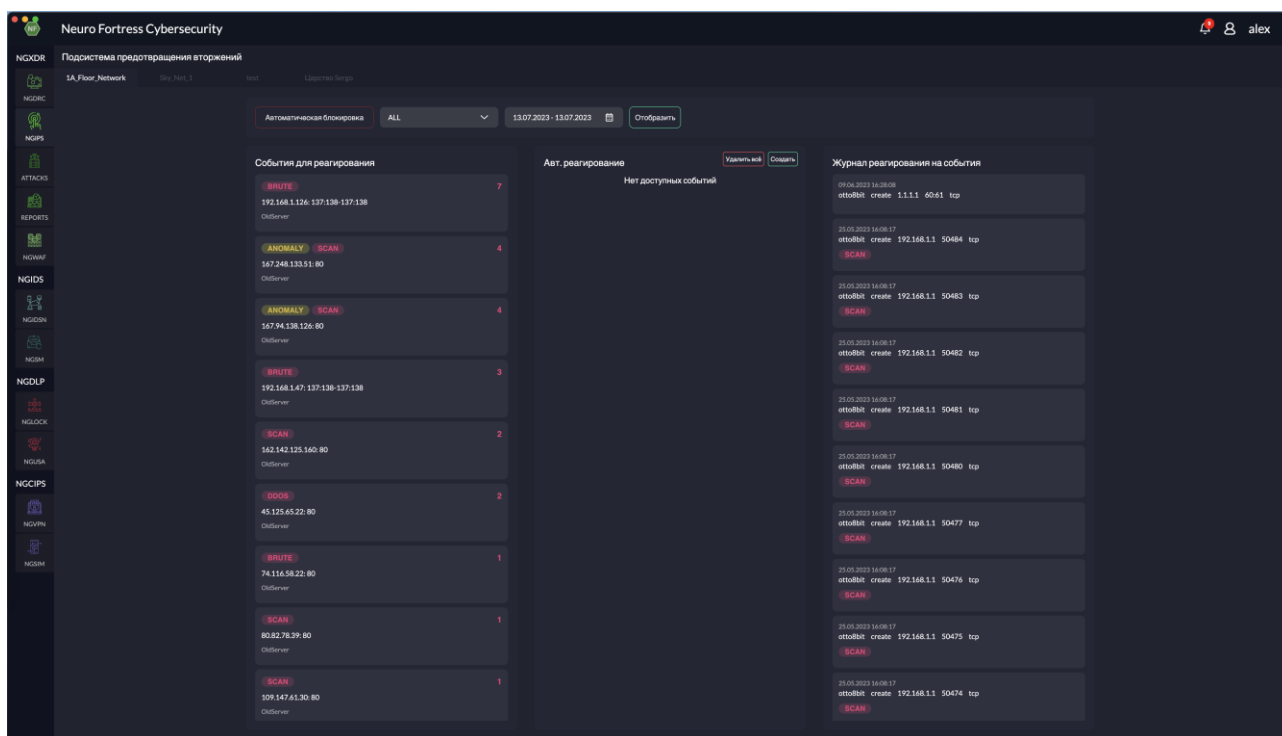 NF
Neuro Fortress Cybersecurity
9
alex
NGXDR
NGDRC
NGIPS
ATTACKS
REPORTS
NGWAF
NGIDS
NGIDSN
NGSM
NGDLP
NGLOCK
NGUSA
NGCIPS
NGVPN
NGSIM
Подсистема предотвращения вторжений
1A_Floor_Network
Sky_Net_1
test
Царство Serga
Автоматическая блокировка
ALL
13.07.2023 - 13.07.2023
Отобразить
События для реагирования
BRUTE 7
192.168.1.126: 137:138-137:138
OldServer
ANOMALY SCAN 4
167.248.133.51: 80
OldServer
ANOMALY SCAN 4
167.94.138.126: 80
OldServer
BRUTE 3
192.168.1.47: 137:138-137:138
OldServer
SCAN 2
162.142.125.160: 80
OldServer
DDOS 2
45.125.65.22: 80
OldServer
BRUTE 1
74.116.58.22: 80
OldServer
SCAN 1
80.82.78.39: 80
OldServer
SCAN 1
109.147.61.30: 80
OldServer
Авт. реагирование
Удалить всё
Создать
Нет доступных событий
Журнал реагирования на события
09.06.2023 16:28:08
otto8bit create 1.1.1.1 60:61 tcp
25.05.2023 16:08:17
otto8bit create 192.168.1.1 50484 tcp
SCAN
25.05.2023 16:08:17
otto8bit create 192.168.1.1 50483 tcp
SCAN
25.05.2023 16:08:17
otto8bit create 192.168.1.1 50482 tcp
SCAN
25.05.2023 16:08:17
otto8bit create 192.168.1.1 50481 tcp
SCAN
25.05.2023 16:08:17
otto8bit create 192.168.1.1 50480 tcp
SCAN
25.05.2023 16:08:17
otto8bit create 192.168.1.1 50477 tcp
SCAN
25.05.2023 16:08:17
otto8bit create 192.168.1.1 50476 tcp
SCAN
25.05.2023 16:08:17
otto8bit create 192.168.1.1 50475 tcp
SCAN
25.05.2023 16:08:17
otto8bit create 192.168.1.1 50474 tcp
SCAN